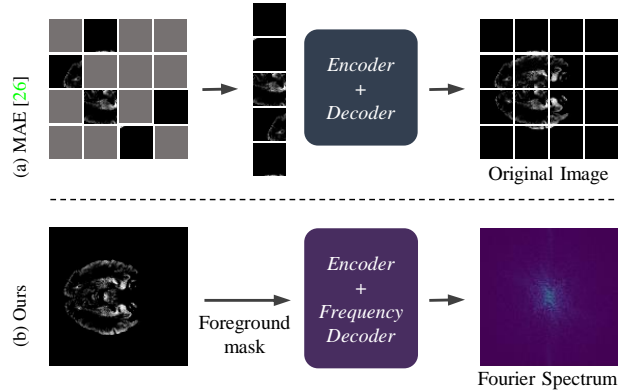 (a) MAE [26]
Encoder
+
Decoder
Original Image
(b) Ours
Foreground
mask
Encoder
+
Frequency
Decoder
Fourier Spectrum